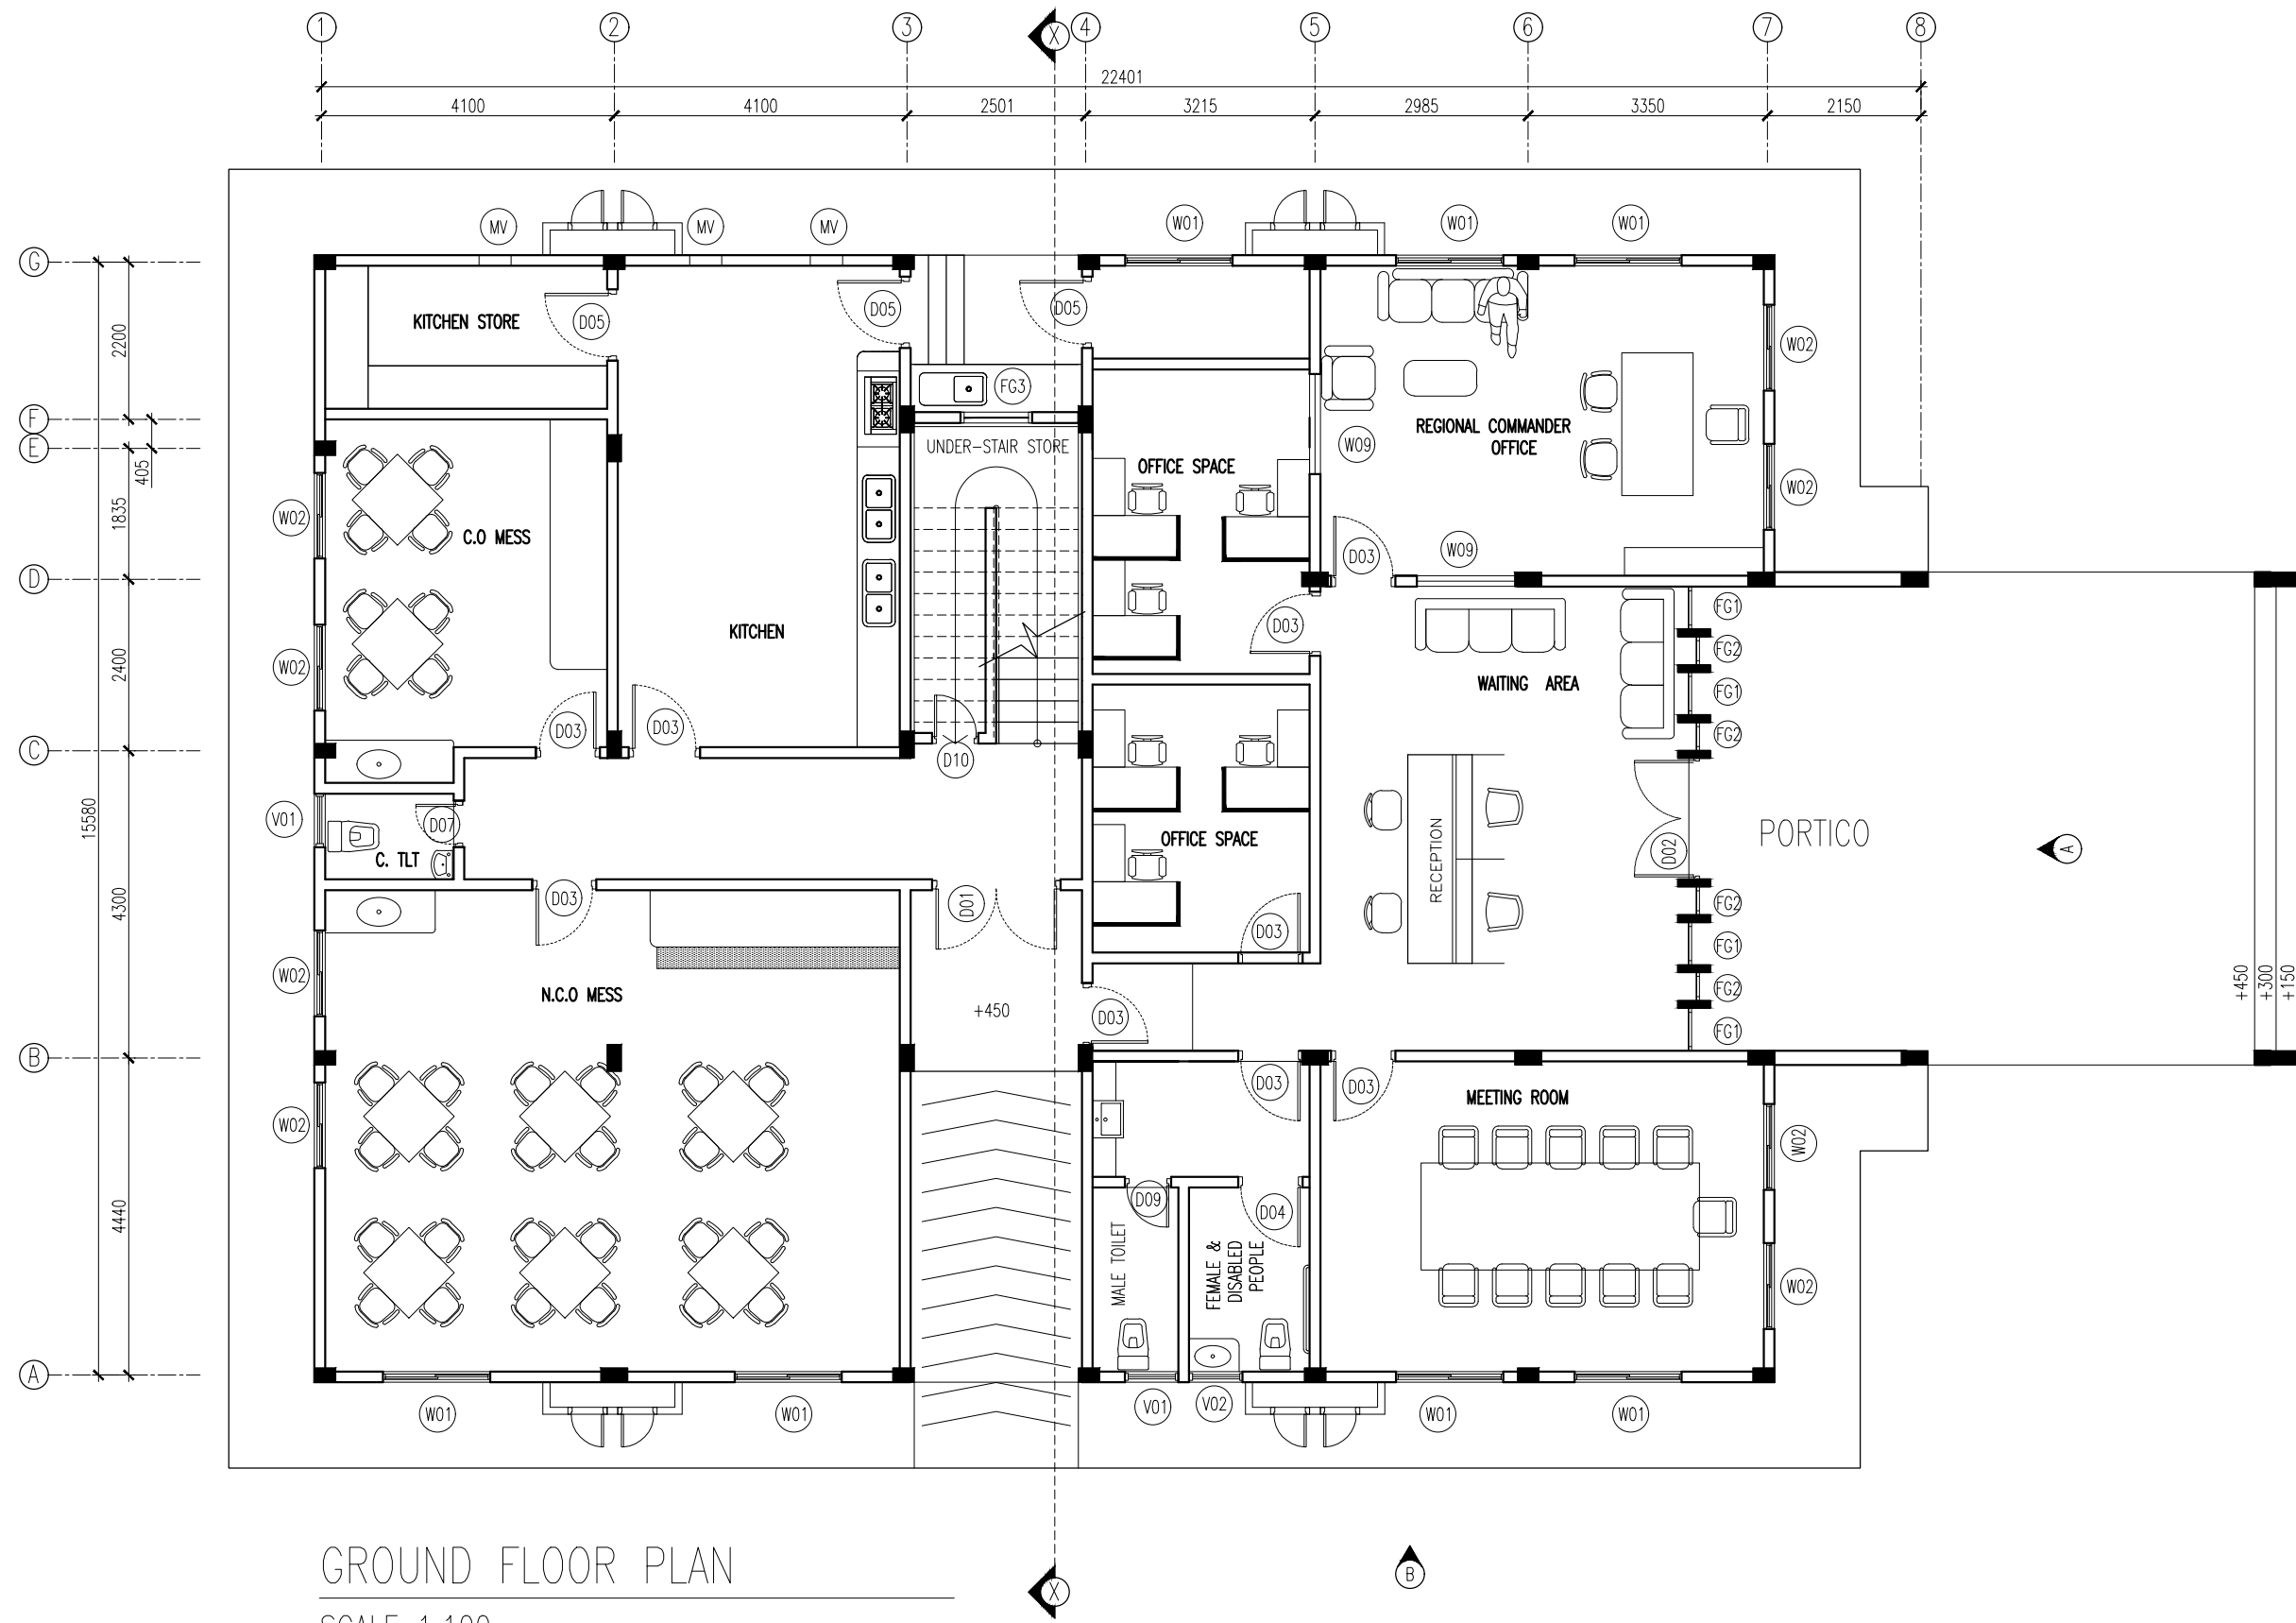 1 2 3 X 4 5 6 7 8
22401
4100 4100 2501 3215 2985 3350 2150
MV MV MV W01 W01 W01
G
KITCHEN STORE D05 D05 D05
2200
W02
FG3
F
E
405
UNDER-STAIR STORE
REGIONAL COMMANDER
OFFICE
W09
OFFICE SPACE
W02
1835
W02
C.O MESS
W09
D03
D
FG1
D03
KITCHEN
FG2
2400
W02
WAITING AREA
FG1
D03 D03
FG2
C
D10
15580
V01
D07
C. TLT
OFFICE SPACE
RECEPTION
D02
PORTICO
A
D03
D01
4300
FG2
D03
FG1
W02
N.C.O MESS
FG2
+450
+300
+150
+450
D03
FG1
B
D03 D03
MEETING ROOM
W02
W02
4440
D09
D04
MALE TOILET
FEMALE &
DISABLED
PEOPLE
W02
A
W01 W01 V01 V02 W01 W01
GROUND FLOOR PLAN
X
B
SCALE 1:100